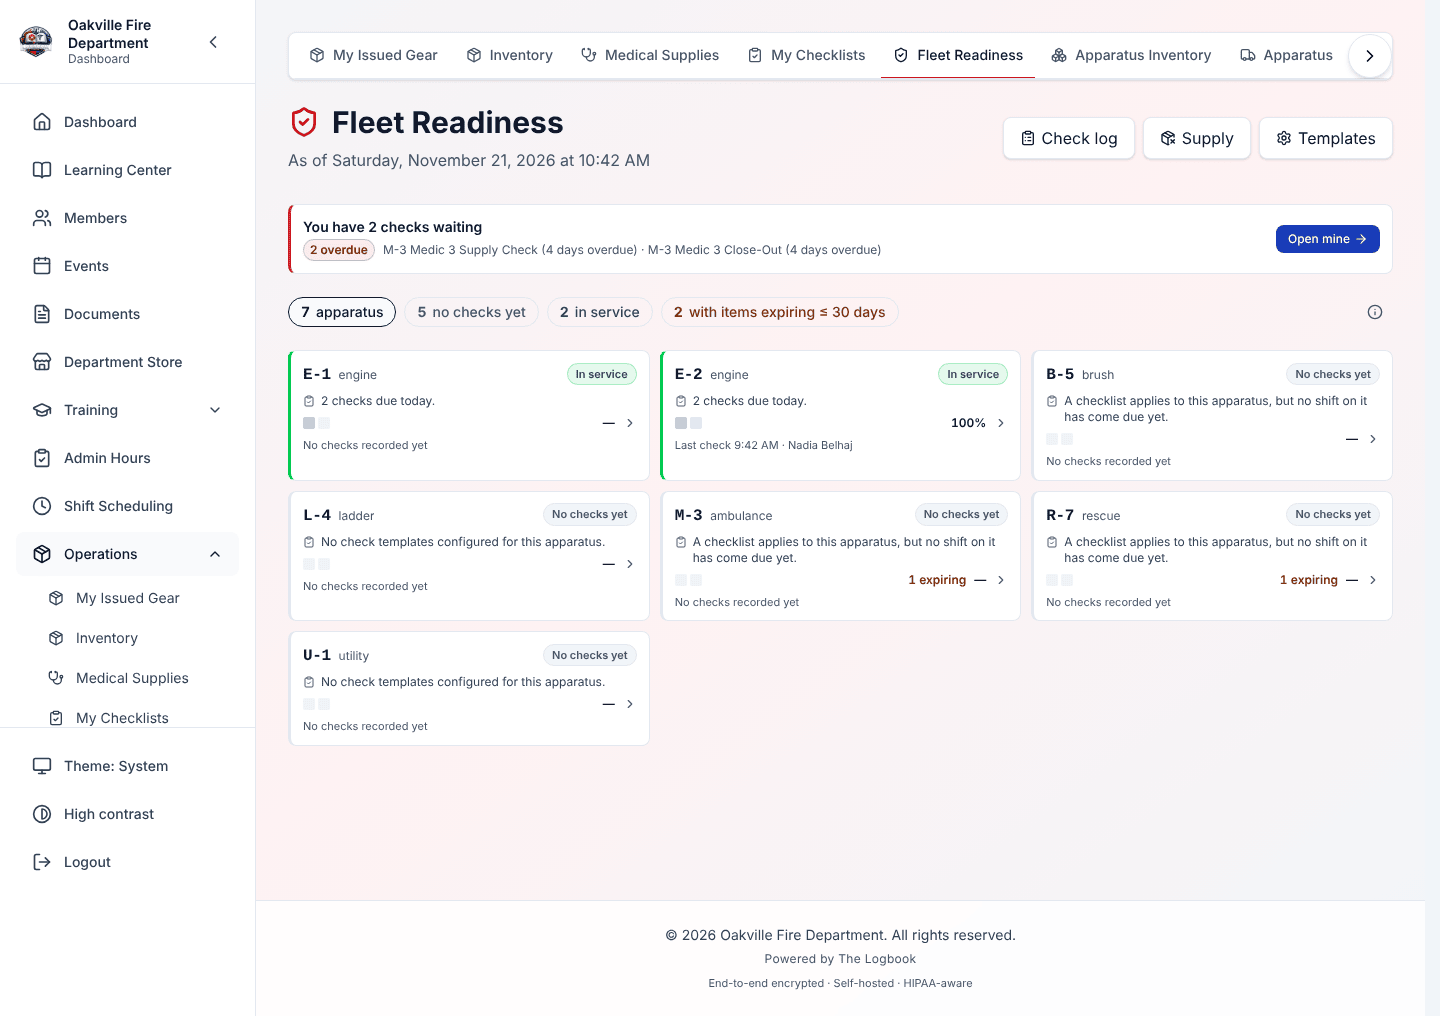 Oakville Fire
Department
Dashboard
Dashboard
Learning Center
Members
Events
Documents
Department Store
Training
Admin Hours
Shift Scheduling
Operations
My Issued Gear
Inventory
Medical Supplies
My Checklists
Theme: System
High contrast
Logout
My Issued Gear Inventory Medical Supplies My Checklists Fleet Readiness Apparatus Inventory Apparatus
Fleet Readiness
As of Saturday, November 21, 2026 at 10:42 AM
Check log Supply Templates
You have 2 checks waiting
2 overdue M-3 Medic 3 Supply Check (4 days overdue) · M-3 Medic 3 Close-Out (4 days overdue)
Open mine →
7 apparatus 5 no checks yet 2 in service 2 with items expiring ≤ 30 days
E-1 engine In service
2 checks due today.
—
No checks recorded yet
E-2 engine In service
2 checks due today.
100%
Last check 9:42 AM · Nadia Belhaj
B-5 brush No checks yet
A checklist applies to this apparatus, but no shift on it
has come due yet.
—
No checks recorded yet
L-4 ladder No checks yet
No check templates configured for this apparatus.
—
No checks recorded yet
M-3 ambulance No checks yet
A checklist applies to this apparatus, but no shift on it
has come due yet.
1 expiring —
No checks recorded yet
R-7 rescue No checks yet
A checklist applies to this apparatus, but no shift on it
has come due yet.
1 expiring —
No checks recorded yet
U-1 utility No checks yet
No check templates configured for this apparatus.
—
No checks recorded yet
© 2026 Oakville Fire Department. All rights reserved.
Powered by The Logbook
End-to-end encrypted · Self-hosted · HIPAA-aware